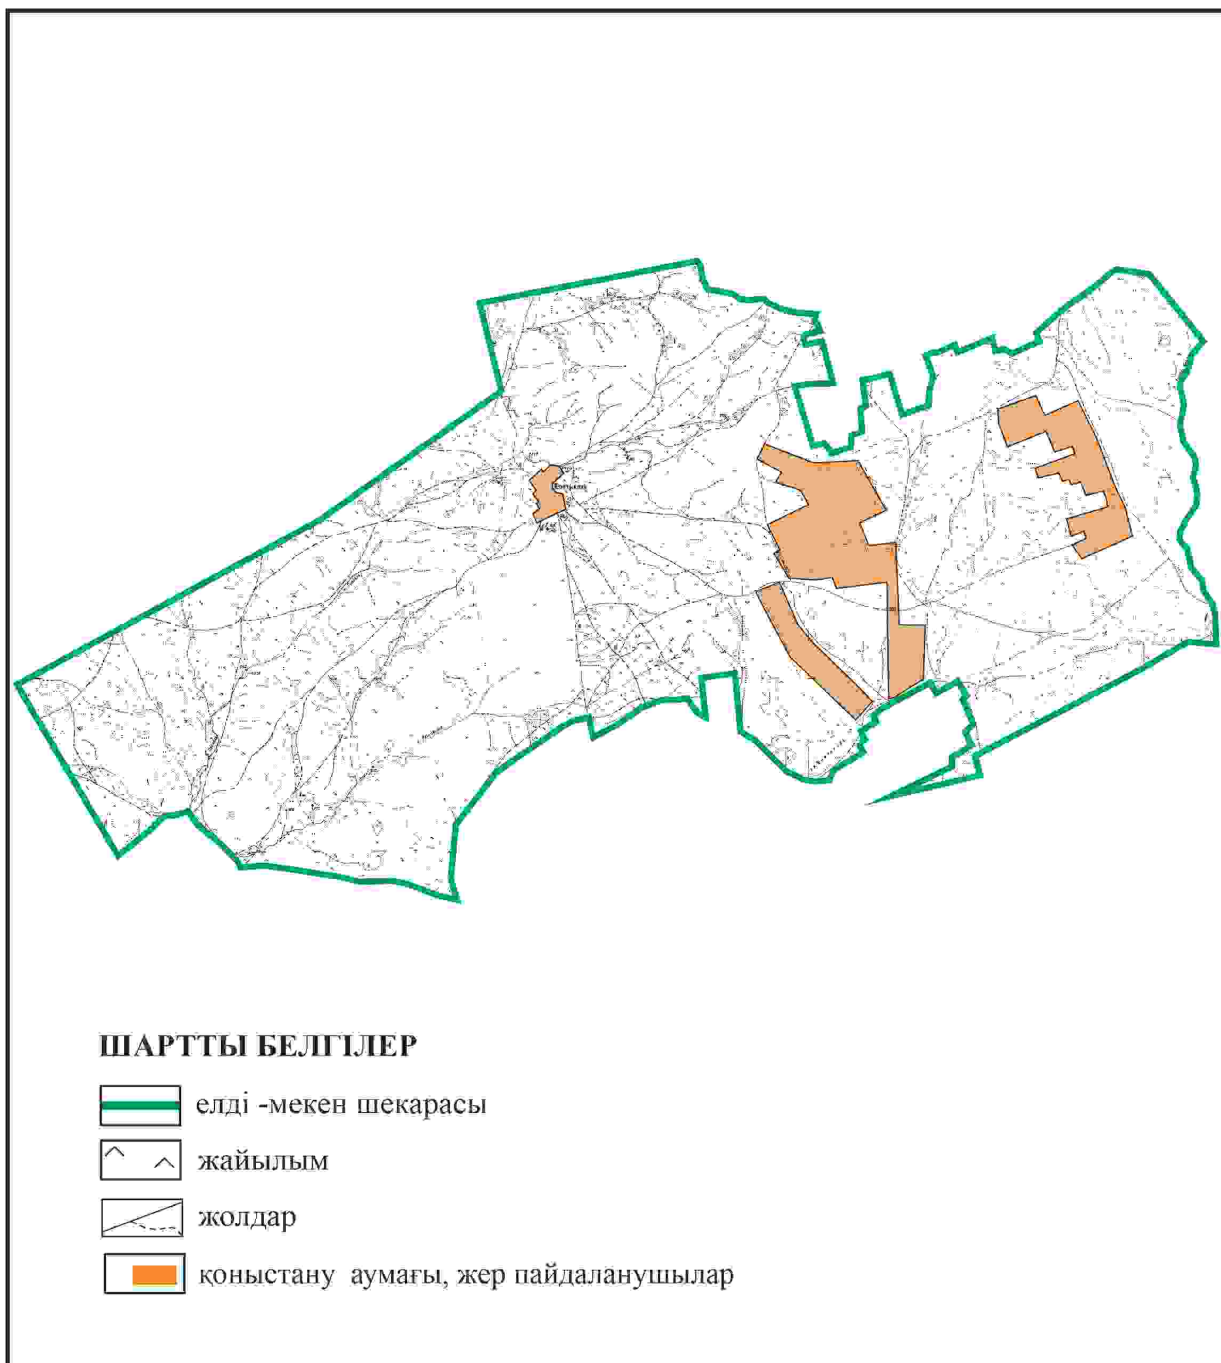 ШАРТТЫ БЕЛГІЛЕР
елді -мекен шекарасы
жайылым
жолдар
қоныстану аумағы, жер пайдаланушылар